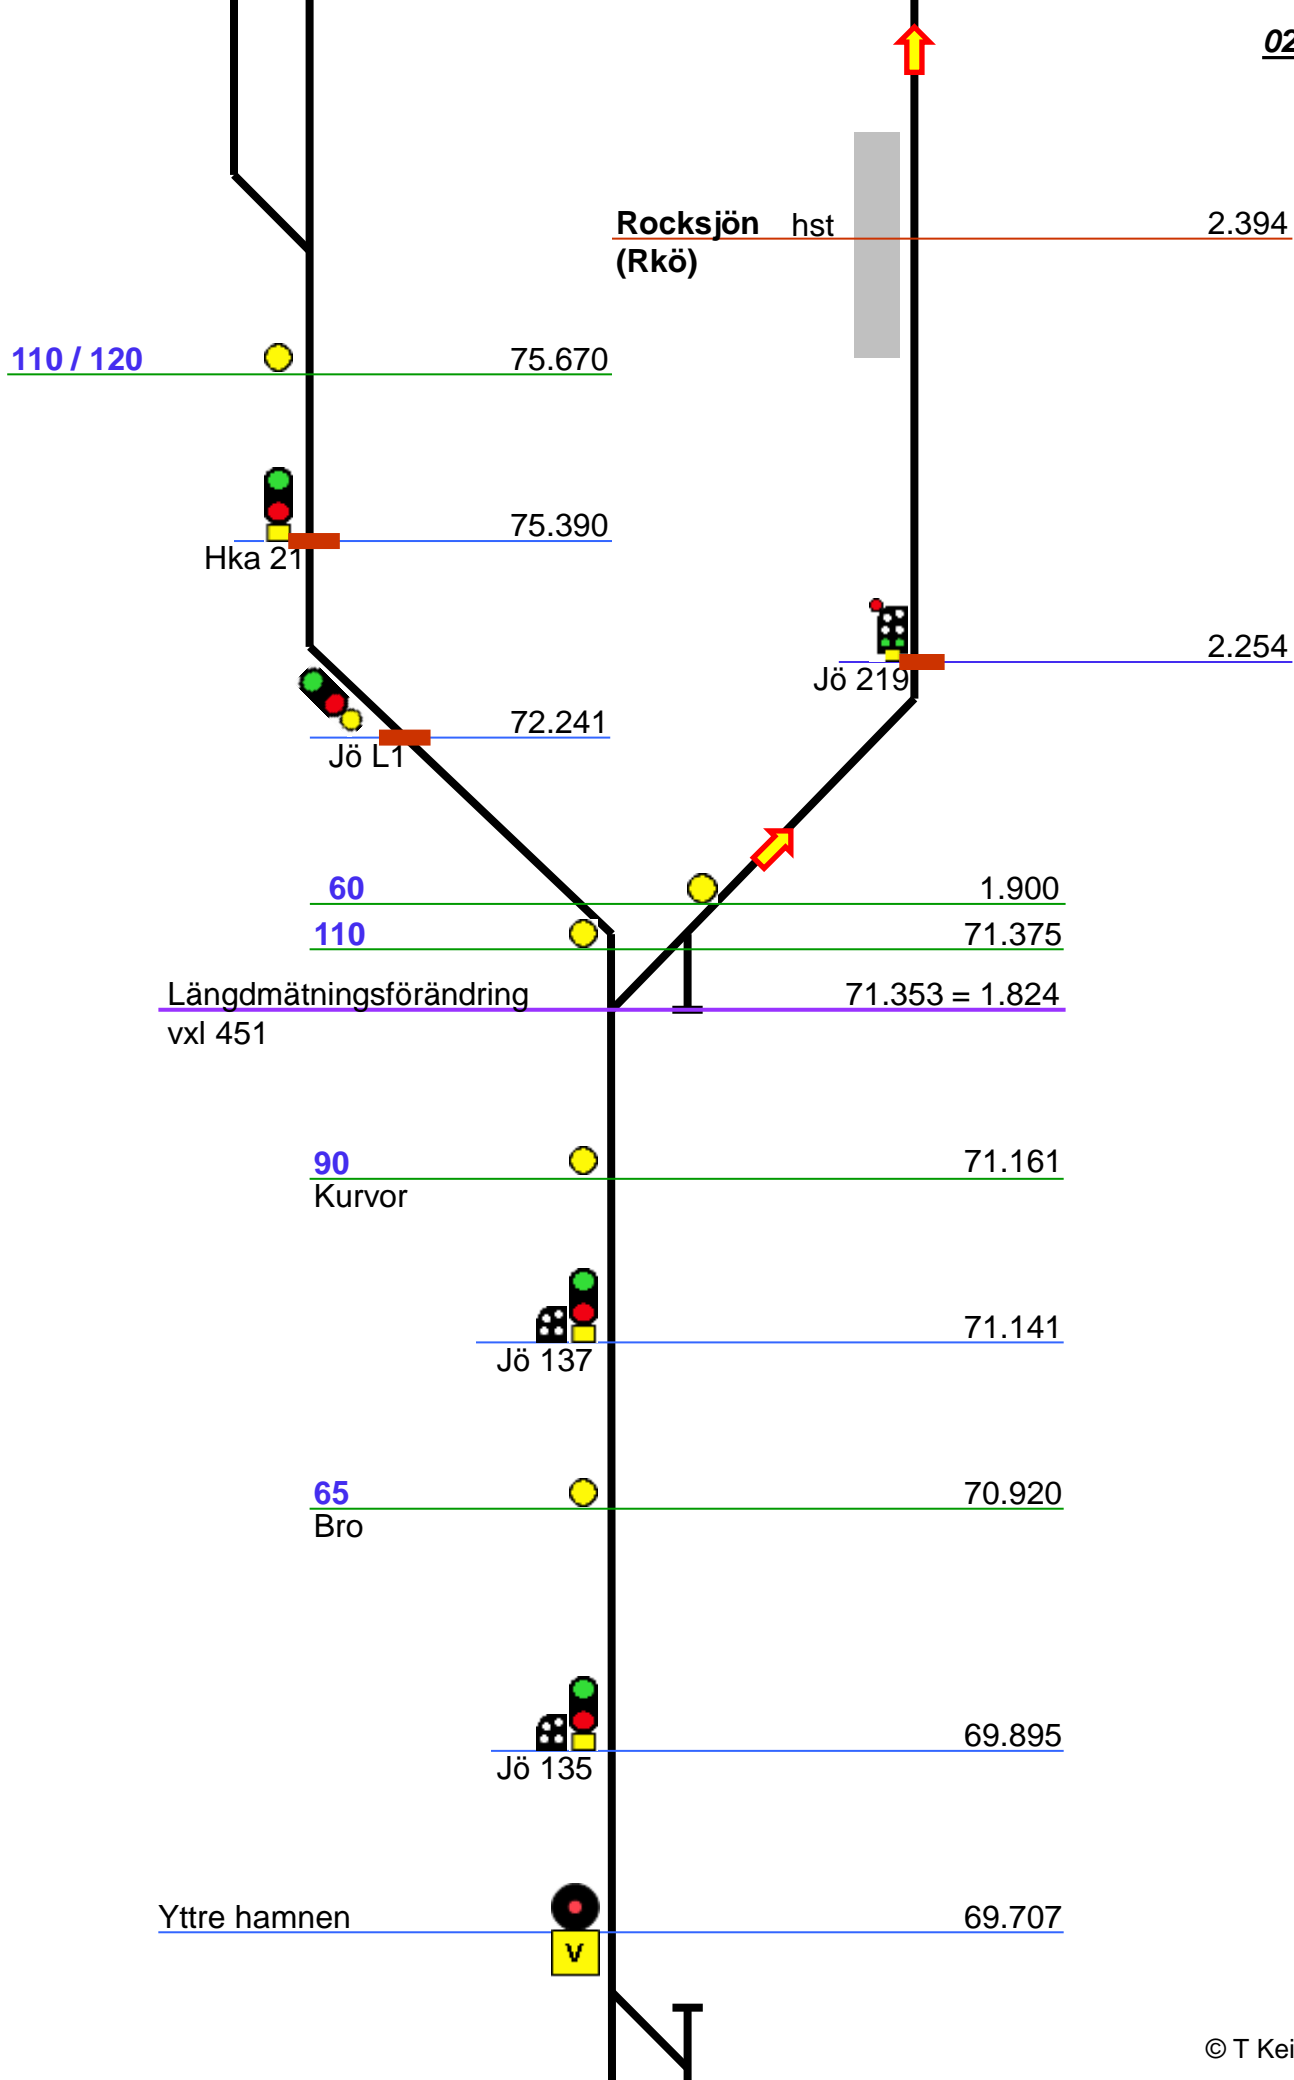 02
Rocksjön hst 2.394
(Rkö)
110 / 120 75.670
75.390
Hka 21
2.254
Jö 219
72.241
Jö L1
60 1.900
110 71.375
Längdmätningsförändring 71.353 = 1.824
vxl 451
90 71.161
Kurvor
71.141
Jö 137
65 70.920
Bro
69.895
Jö 135
Yttre hamnen 69.707
V
© T Kei